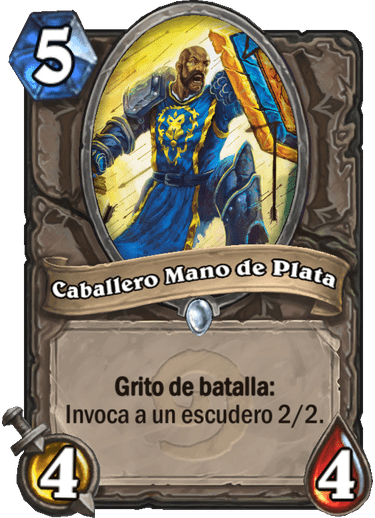 5
Caballero Mano de Plata
Grito de batalla:
Invoca a un escudero 2/2.
4
4